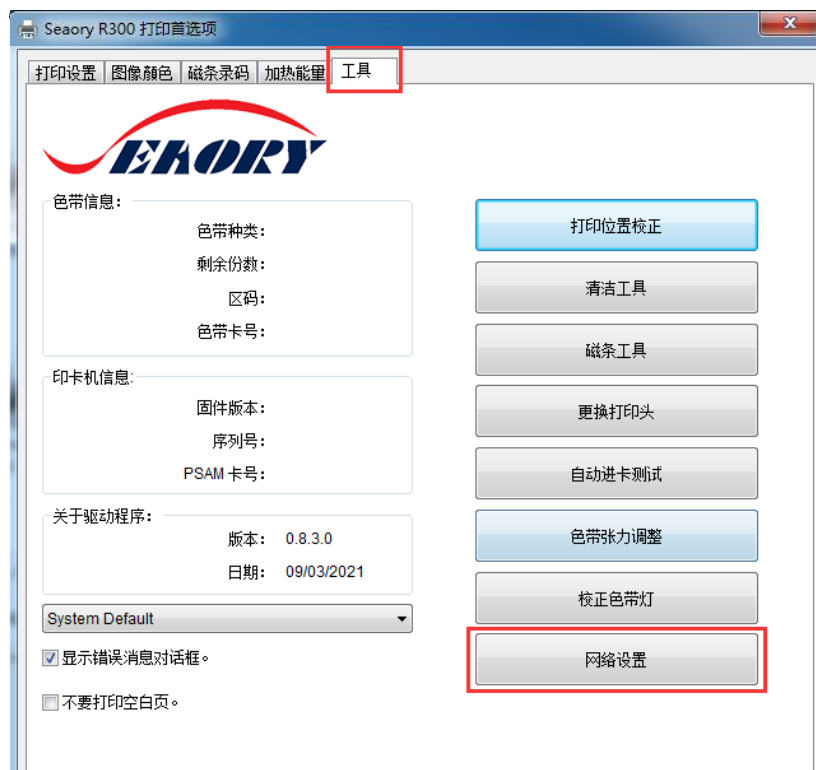 Seaory R300 打印首选项
打印设置 图像颜色 磁条录码 加热能量 工具
SEAORY
色带信息：
色带种类：
剩余份数：
区码：
色带卡号：
印卡机信息:
固件版本：
序列号：
PSAM 卡号：
关于驱动程序：
版本： 0.8.3.0
日期： 09/03/2021
System Default
显示错误消息对话框。
不要打印空白页。
打印位置校正
清洁工具
磁条工具
更换打印头
自动进卡测试
色带张力调整
校正色带灯
网络设置